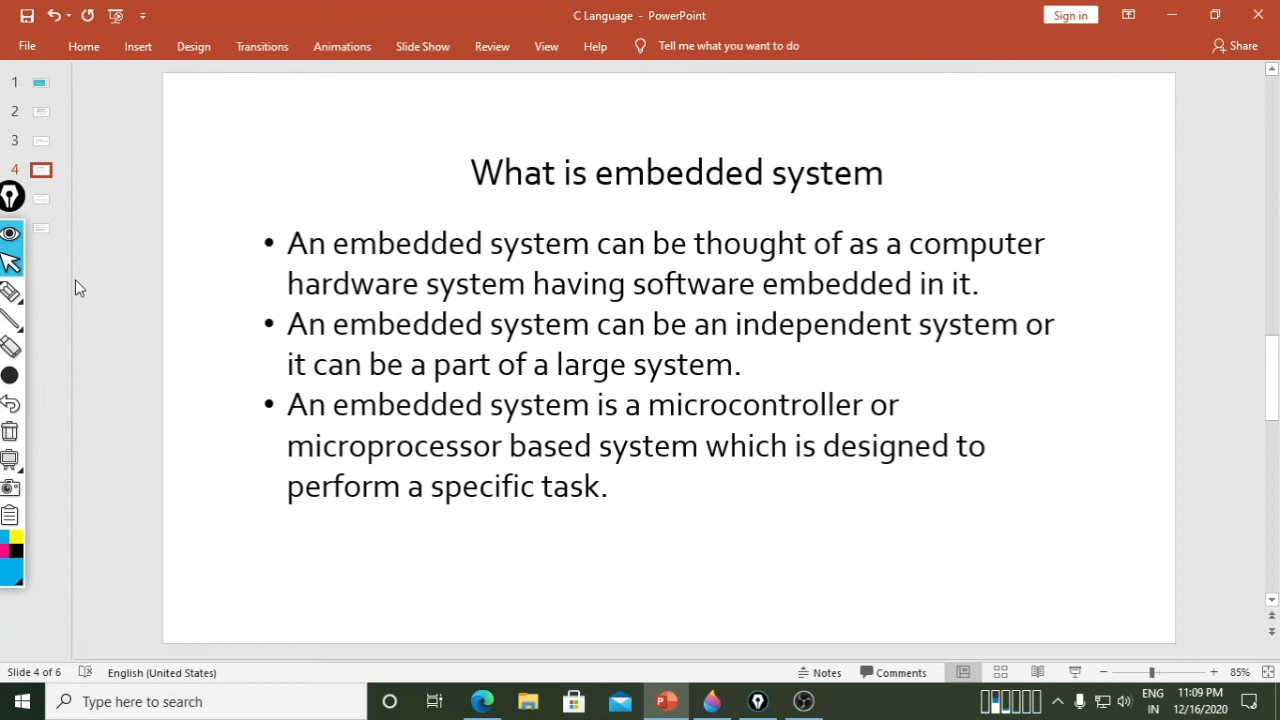 C Language - PowerPoint
Sign in
File Home Insert Design Transitions Animations Slide Show Review View Help Tell me what you want to do Share
1
2
3
4
What is embedded system
• An embedded system can be thought of as a computer
hardware system having software embedded in it.
• An embedded system can be an independent system or
it can be a part of a large system.
• An embedded system is a microcontroller or
microprocessor based system which is designed to
perform a specific task.
Slide 4 of 6 English (United States) Notes Comments 85%
Type here to search
ENG
IN
11:09 PM
12/16/2020